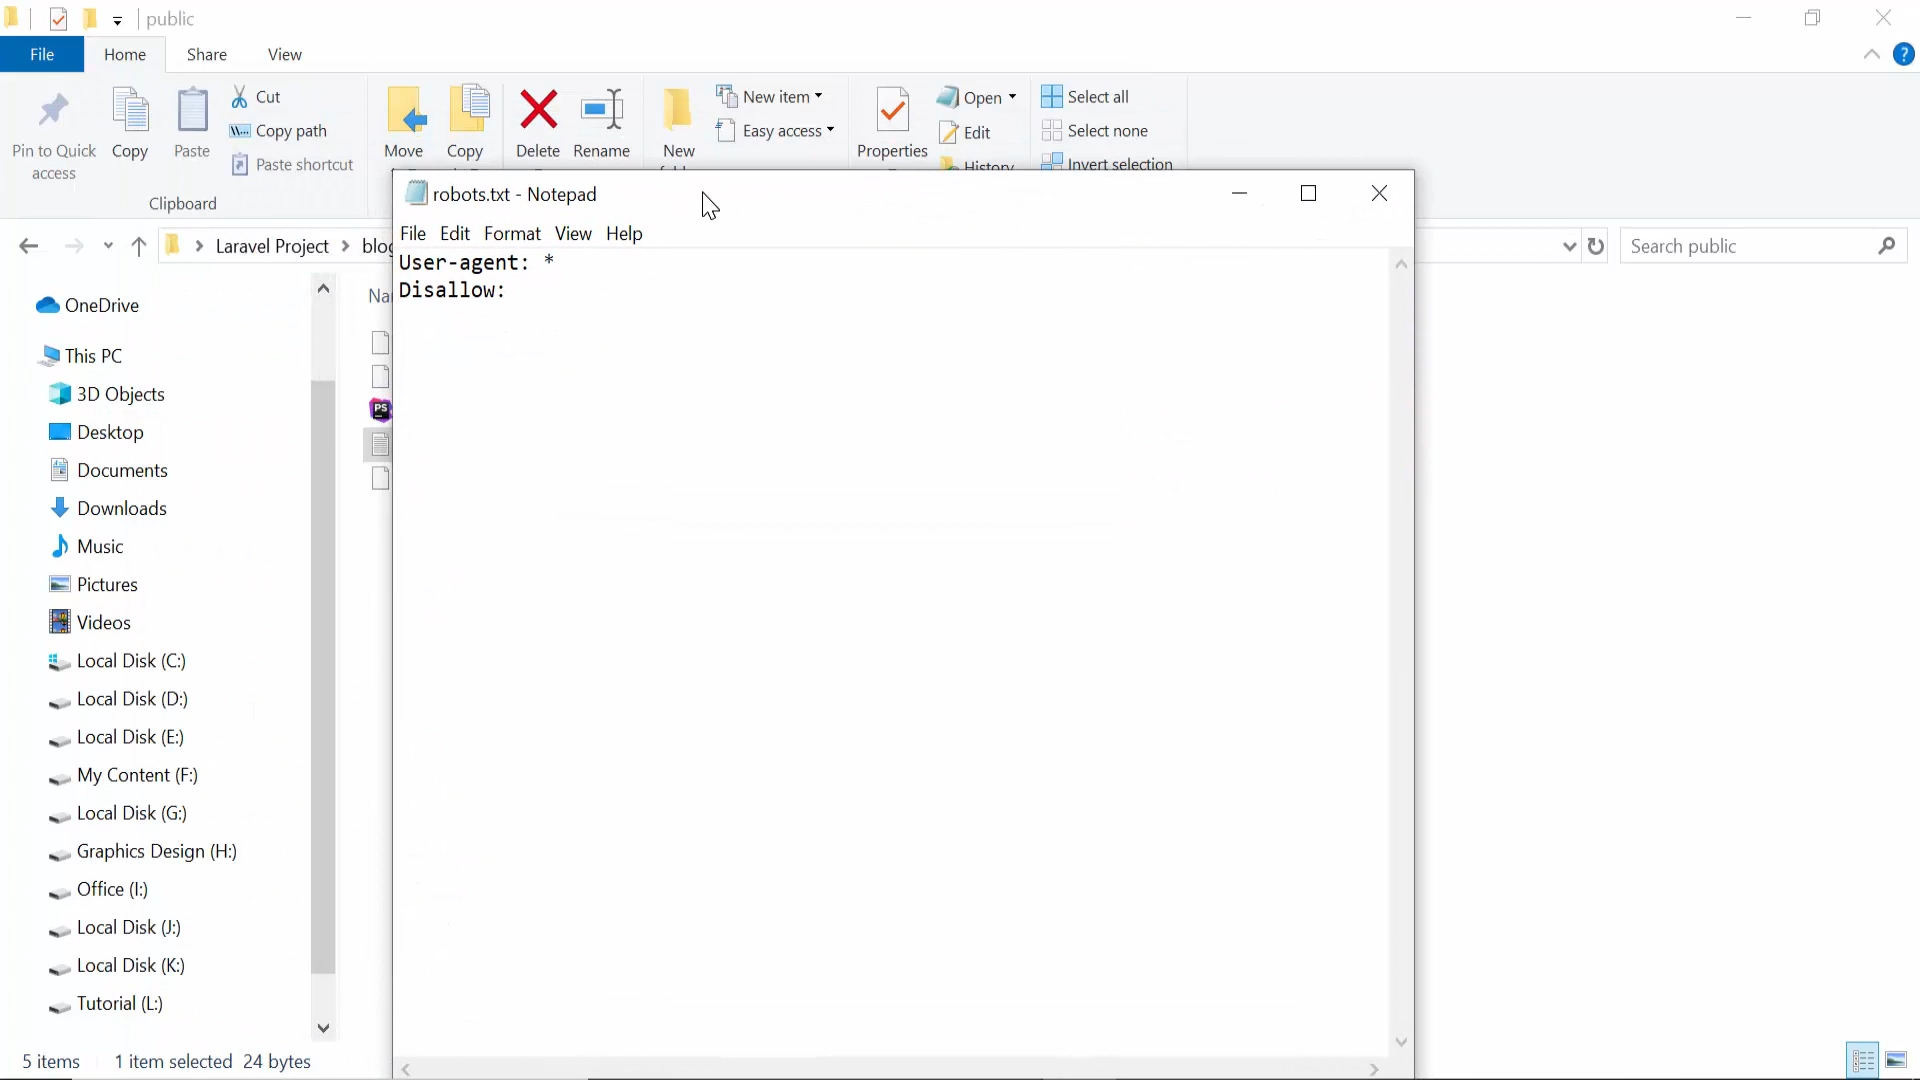 public
File Home Share View
Pin to Quick access
Copy
Paste
Cut
Copy path
Paste shortcut
Clipboard
Move
Copy
Delete
Rename
New
New item
Easy access
Properties
Open
Edit
History
Select all
Select none
Invert selection
Laravel Project
Search public
OneDrive
This PC
3D Objects
Desktop
Documents
Downloads
Music
Pictures
Videos
Local Disk (C:)
Local Disk (D:)
Local Disk (E:)
My Content (F:)
Local Disk (G:)
Graphics Design (H:)
Office (I:)
Local Disk (J:)
Local Disk (K:)
Tutorial (L:)
5 items 1 item selected 24 bytes
PS
robots.txt - Notepad
File Edit Format View Help
User-agent: *
Disallow: